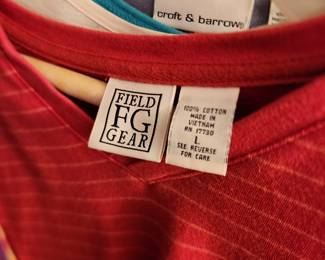 croft & barrow®
FIELD
FG
GEAR
100% COTTON
MADE IN
VIETNAM
RN 17730
L
SEE REVERSE
FOR CARE